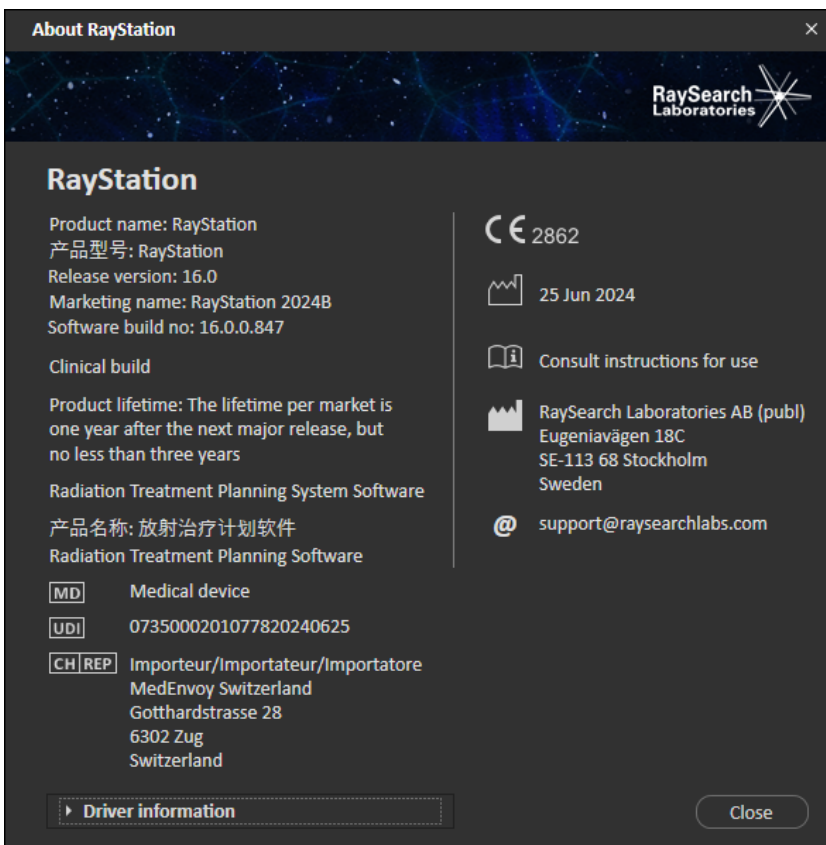 About RayStation
RaySearch
Laboratories
RayStation
Product name: RayStation
产品型号: RayStation
Release version: 16.0
Marketing name: RayStation 2024B
Software build no: 16.0.0.847
Clinical build
Product lifetime: The lifetime per market is
one year after the next major release, but
no less than three years
Radiation Treatment Planning System Software
产品名称: 放射治疗计划软件
Radiation Treatment Planning Software
MD Medical device
UDI 0735000201077820240625
CH REP Importeur/Importateur/Importatore
MedEnvoy Switzerland
Gotthardstrasse 28
6302 Zug
Switzerland
CE 2862
25 Jun 2024
Consult instructions for use
RaySearch Laboratories AB (publ)
Eugeniavägen 18C
SE-113 68 Stockholm
Sweden
@ support@raysearchlabs.com
Driver information
Close